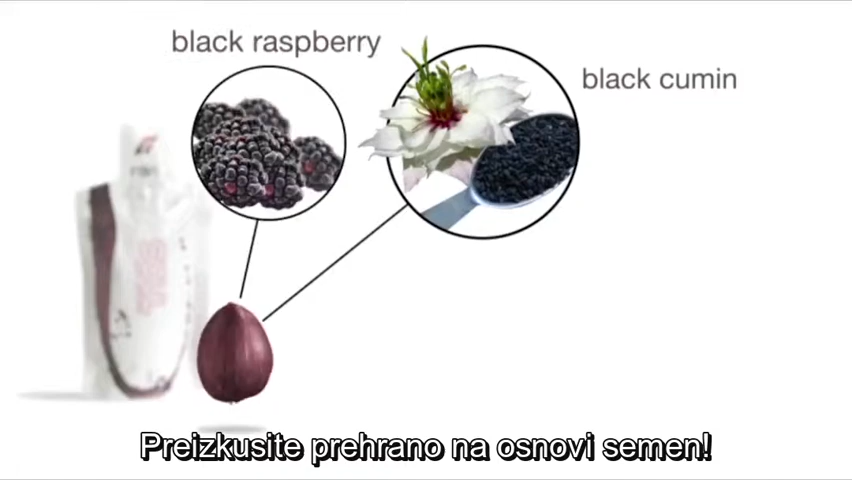 black raspberry
black cumin
Preizkusite prehrano na osnovi semen!